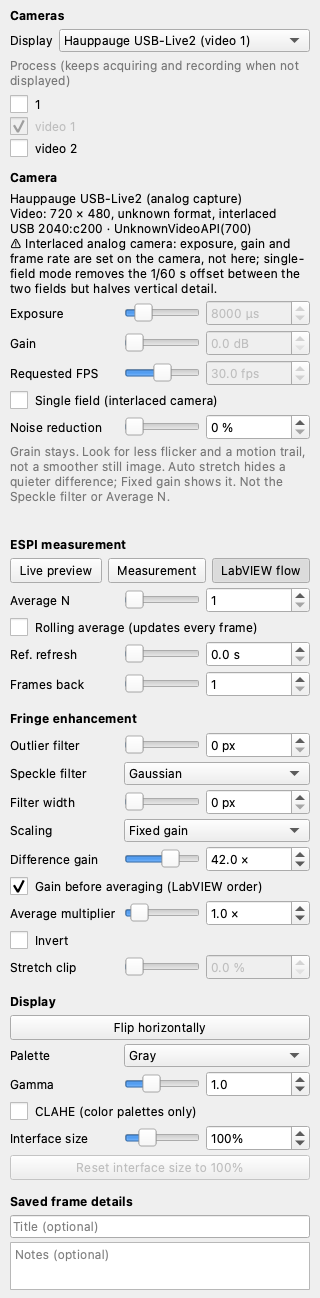 Cameras
Display Hauppauge USB-Live2 (video 1)
Process (keeps acquiring and recording when not
displayed)
1
video 1
video 2
Camera
Hauppauge USB-Live2 (analog capture)
Video: 720 × 480, unknown format, interlaced
USB 2040:c200 · UnknownVideoAPI(700)
⚠ Interlaced analog camera: exposure, gain and
frame rate are set on the camera, not here; single-
field mode removes the 1/60 s offset between the
two fields but halves vertical detail.
Exposure 8000 µs
Gain 0.0 dB
Requested FPS 30.0 fps
Single field (interlaced camera)
Noise reduction 0 %
Grain stays. Look for less flicker and a motion trail,
not a smoother still image. Auto stretch hides a
quieter difference; Fixed gain shows it. Not the
Speckle filter or Average N.
ESPI measurement
Live preview Measurement LabVIEW flow
Average N 1
Rolling average (updates every frame)
Ref. refresh 0.0 s
Frames back 1
Fringe enhancement
Outlier filter 0 px
Speckle filter Gaussian
Filter width 0 px
Scaling Fixed gain
Difference gain 42.0 ×
Gain before averaging (LabVIEW order)
Average multiplier 1.0 ×
Invert
Stretch clip 0.0 %
Display
Flip horizontally
Palette Gray
Gamma 1.0
CLAHE (color palettes only)
Interface size 100%
Reset interface size to 100%
Saved frame details
Title (optional)
Notes (optional)